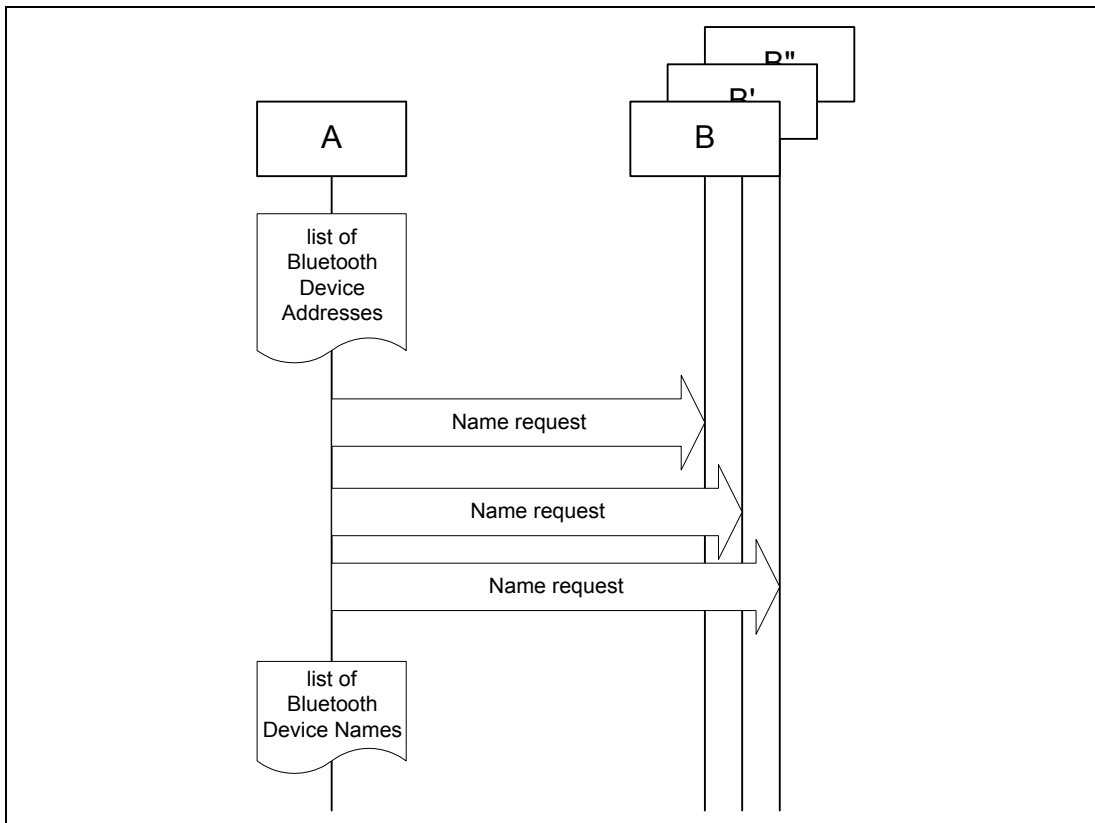 B"
B'
A
B
list of
Bluetooth
Device
Addresses
Name request
Name request
Name request
list of
Bluetooth
Device Names